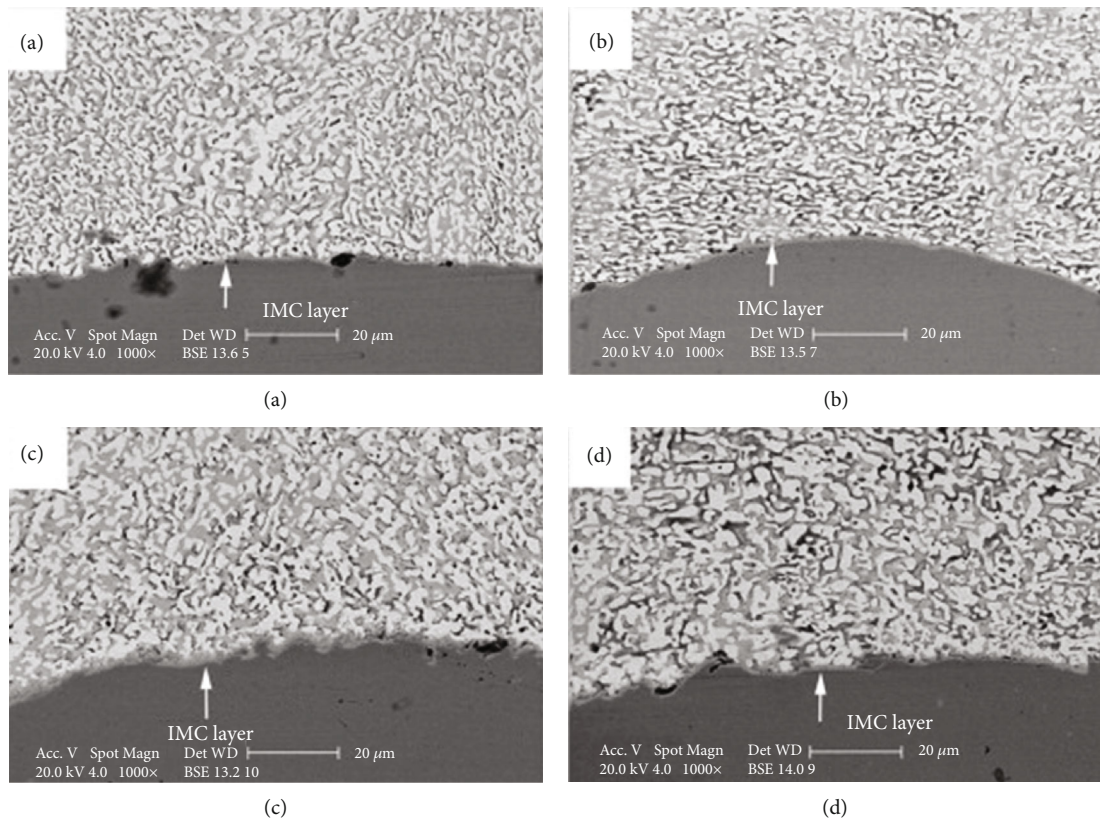 (a)
IMC layer
Acc. V Spot Magn Det WD 20 μm
20.0 kV 4.0 1000× BSE 13.6 5
(a)
(b)
IMC layer
Acc. V Spot Magn Det WD 20 μm
20.0 kV 4.0 1000× BSE 13.5 7
(b)
(c)
IMC layer
Acc. V Spot Magn Det WD 20 μm
20.0 kV 4.0 1000× BSE 13.2 10
(c)
(d)
IMC layer
Acc. V Spot Magn Det WD 20 μm
20.0 kV 4.0 1000× BSE 14.0 9
(d)